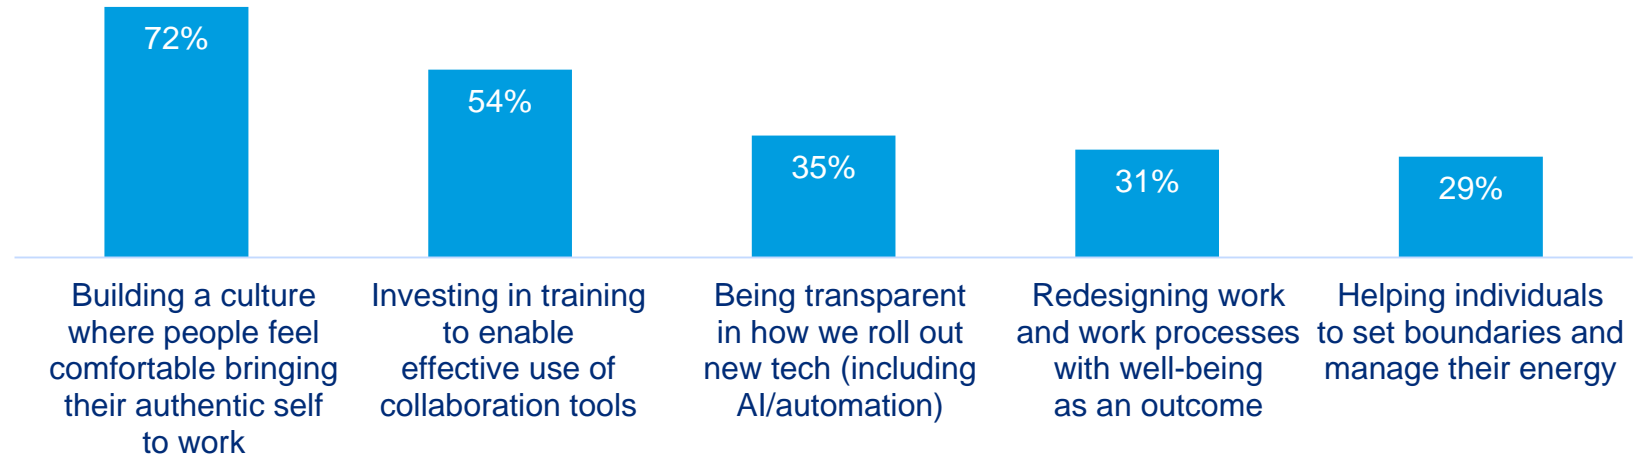 72%
54%
35%
31%
29%
Building a culture
where people feel
comfortable bringing
their authentic self
to work
Investing in training
to enable
effective use of
collaboration tools
Being transparent
in how we roll out
new tech (including
AI/automation)
Redesigning work
and work processes
with well-being
as an outcome
Helping individuals
to set boundaries and
manage their energy